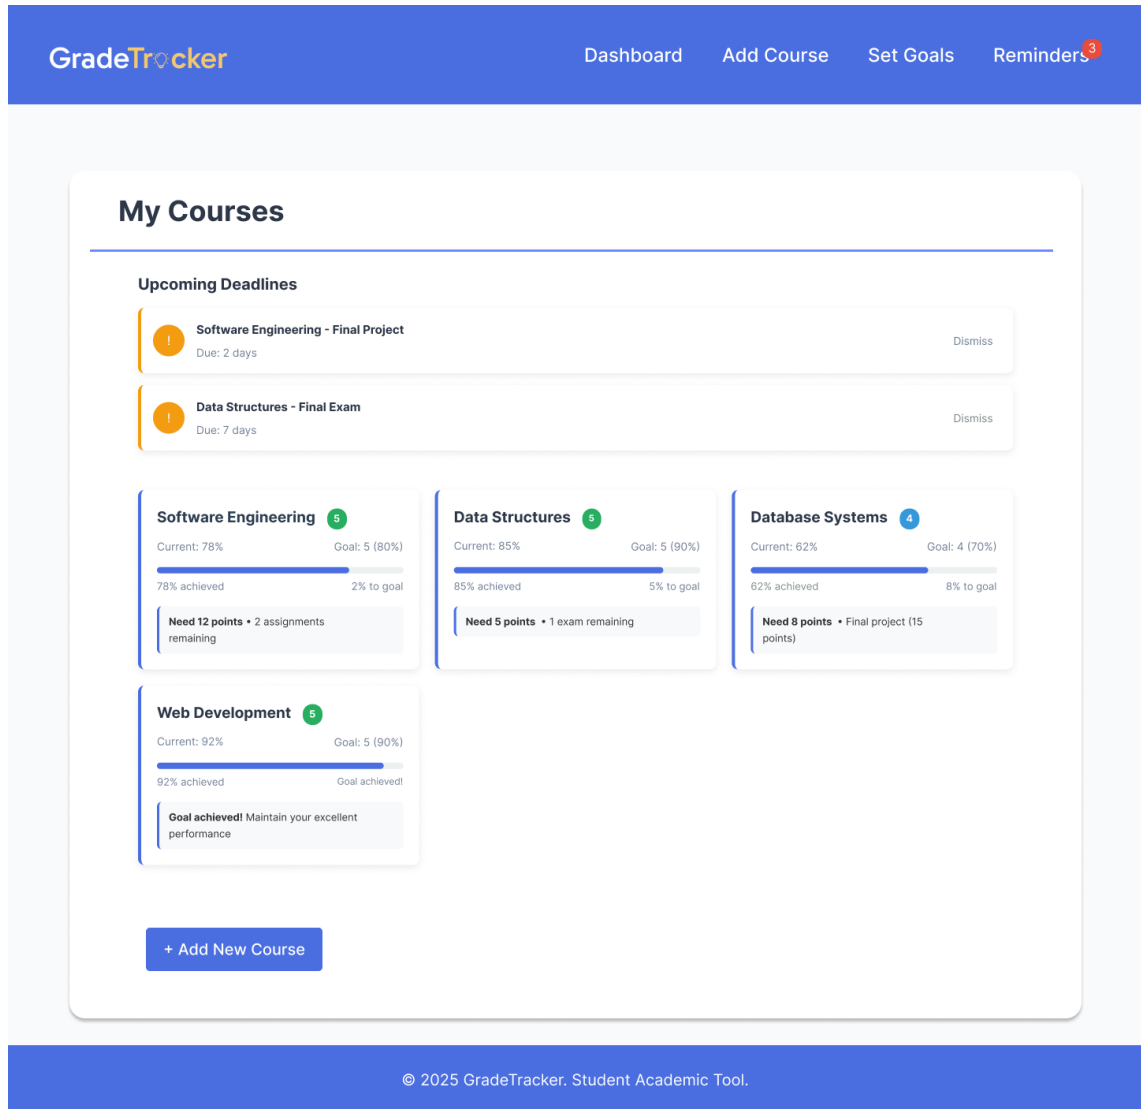 GradeTracker
Dashboard Add Course Set Goals Reminders 3
My Courses
Upcoming Deadlines
!
Software Engineering - Final Project
Due: 2 days
Dismiss
!
Data Structures - Final Exam
Due: 7 days
Dismiss
Software Engineering 5
Current: 78% Goal: 5 (80%)
78% achieved 2% to goal
Need 12 points • 2 assignments
remaining
Data Structures 5
Current: 85% Goal: 5 (90%)
85% achieved 5% to goal
Need 5 points • 1 exam remaining
Database Systems 4
Current: 62% Goal: 4 (70%)
62% achieved 8% to goal
Need 8 points • Final project (15
points)
Web Development 5
Current: 92% Goal: 5 (90%)
92% achieved Goal achieved!
Goal achieved! Maintain your excellent
performance
+ Add New Course
© 2025 GradeTracker. Student Academic Tool.